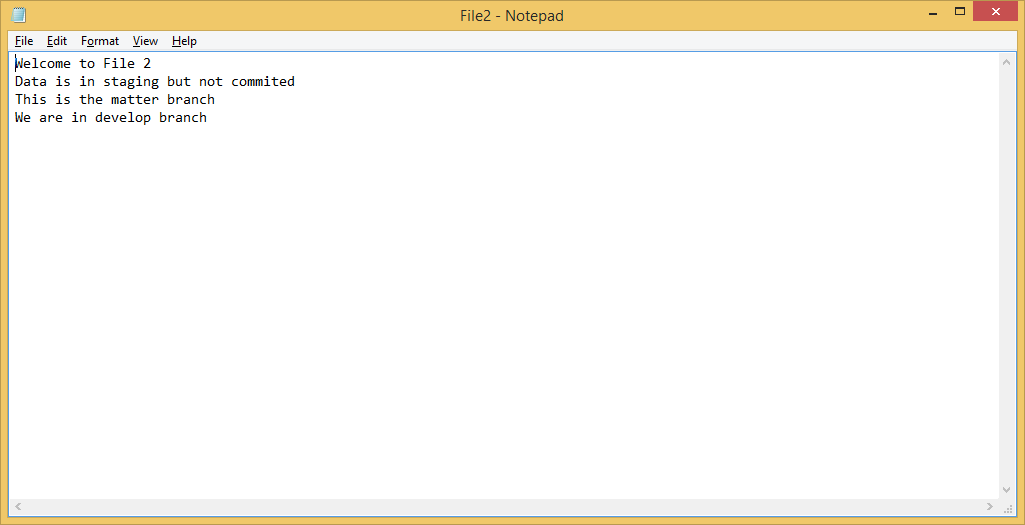 File2 - Notepad
File Edit Format View Help
Welcome to File 2
Data is in staging but not commited
This is the matter branch
We are in develop branch